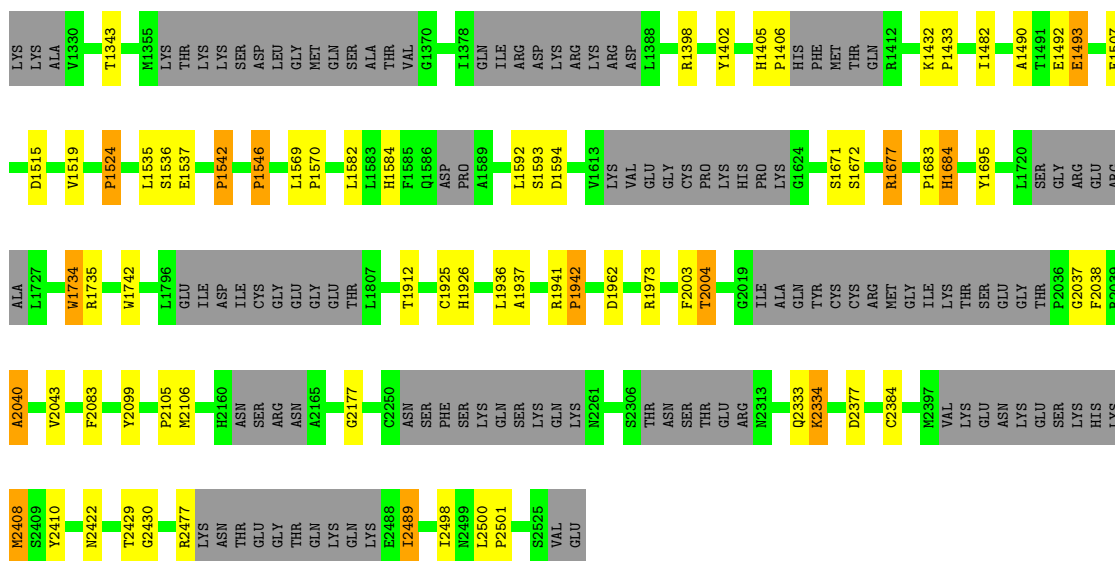 LYS LYS ALA V1330 T1343 M1355 LYS THR LYS LYS SER ASP LEU GLY MET GLN SER ALA THR VAL G1370 I1378 GLN ILE ARG ASP LYS ARG LYS ARG ASP L1388 R1398 Y1402 H1405 P1406 HIS PHE MET THR GLN R1412 K1432 P1433 I1482 A1490 T1491 E1492 E1493
D1515 V1519 P1524 L1535 S1536 E1537 P1542 P1546 L1569 P1570 L1582 L1583 H1584 F1585 Q1586 ASP PRO A1589 L1592 S1593 D1594 V1613 LYS VAL GLU GLY CYS PRO LYS HIS PRO LYS G1624 S1671 S1672 R1677 P1683 H1684 Y1695 L1720 SER GLY ARG GLU ARG
ALA L1727 W1734 R1735 W1742 L1796 GLU ILE ASP ILE CYS GLY GLU GLY THR L1807 T1912 C1925 H1926 L1936 A1937 R1941 P1942 D1962 R1973 F2003 T2004 G2019 ILE ALA GLN TYR CYS CYS ARG MET GLY ILE LYS THR SER GLU GLY THR P2036 G2037 F2038
A2040 V2043 F2083 Y2099 P2105 M2106 H2160 ASN SER ARG ASN A2165 G2177 C2250 ASN SER PHE SER LYS GLN SER LYS GLN LYS N2261 S2306 THR ASN SER THR GLU ARG N2313 Q2333 K2334 D2377 C2384 M2397 VAL LYS GLU ASN LYS GLU SER LYS HIS LYS
M2408 S2409 Y2410 N2422 T2429 G2430 R2477 LYS ASN THR GLU GLY THR GLN LYS GLN LYS E2488 I2489 I2498 N2499 L2500 P2501 S2525 VAL GLU